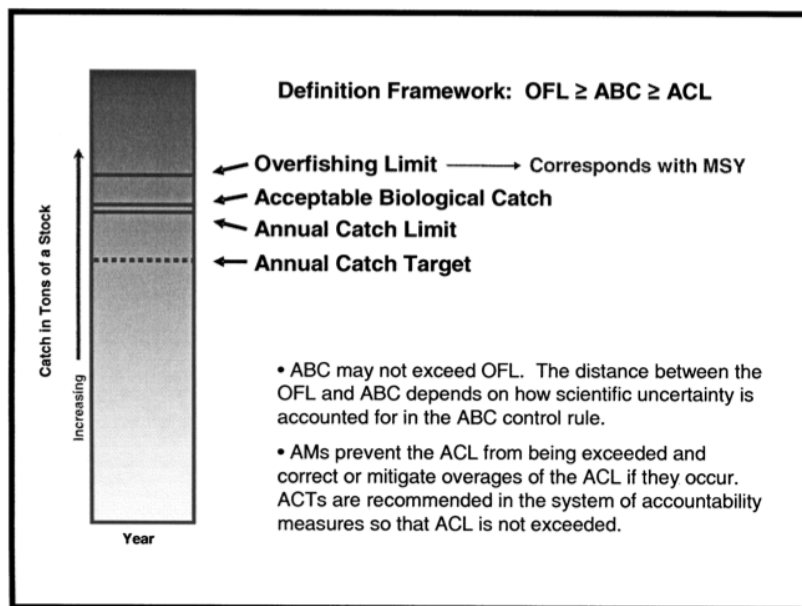 Definition Framework: OFL ≥ ABC ≥ ACL
Overfishing Limit
Corresponds with MSY
Acceptable Biological Catch
Annual Catch Limit
Annual Catch Target
Catch in Tons of a Stock
Increasing
Year
• ABC may not exceed OFL. The distance between the
OFL and ABC depends on how scientific uncertainty is
accounted for in the ABC control rule.
• AMs prevent the ACL from being exceeded and
correct or mitigate overages of the ACL if they occur.
ACTs are recommended in the system of accountability
measures so that ACL is not exceeded.